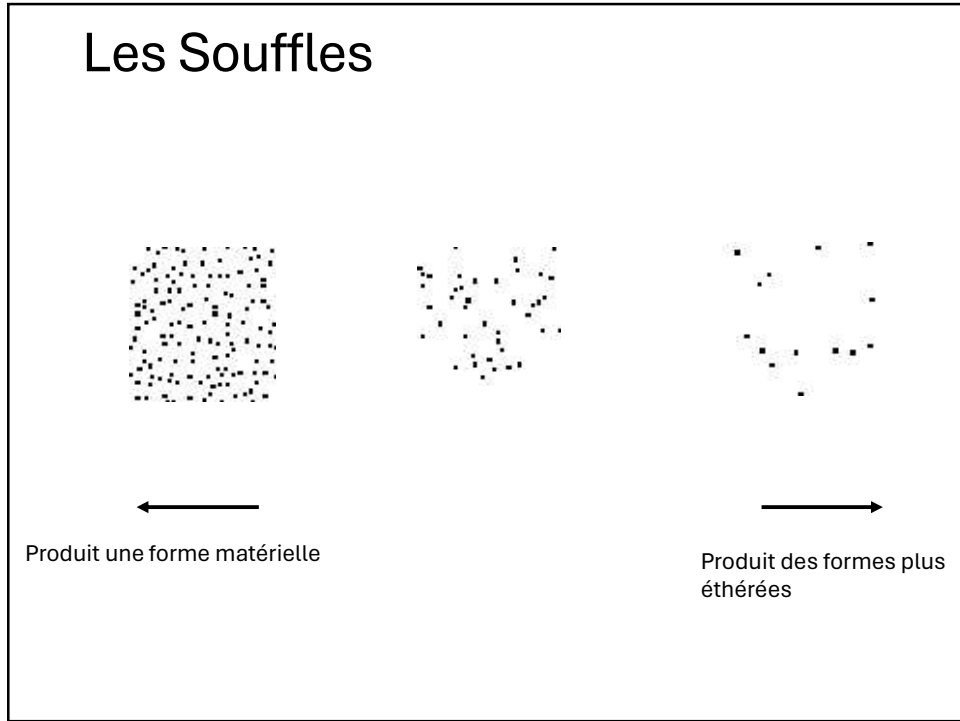 Les Souffles
Produit une forme matérielle
Produit des formes plus
éthérées